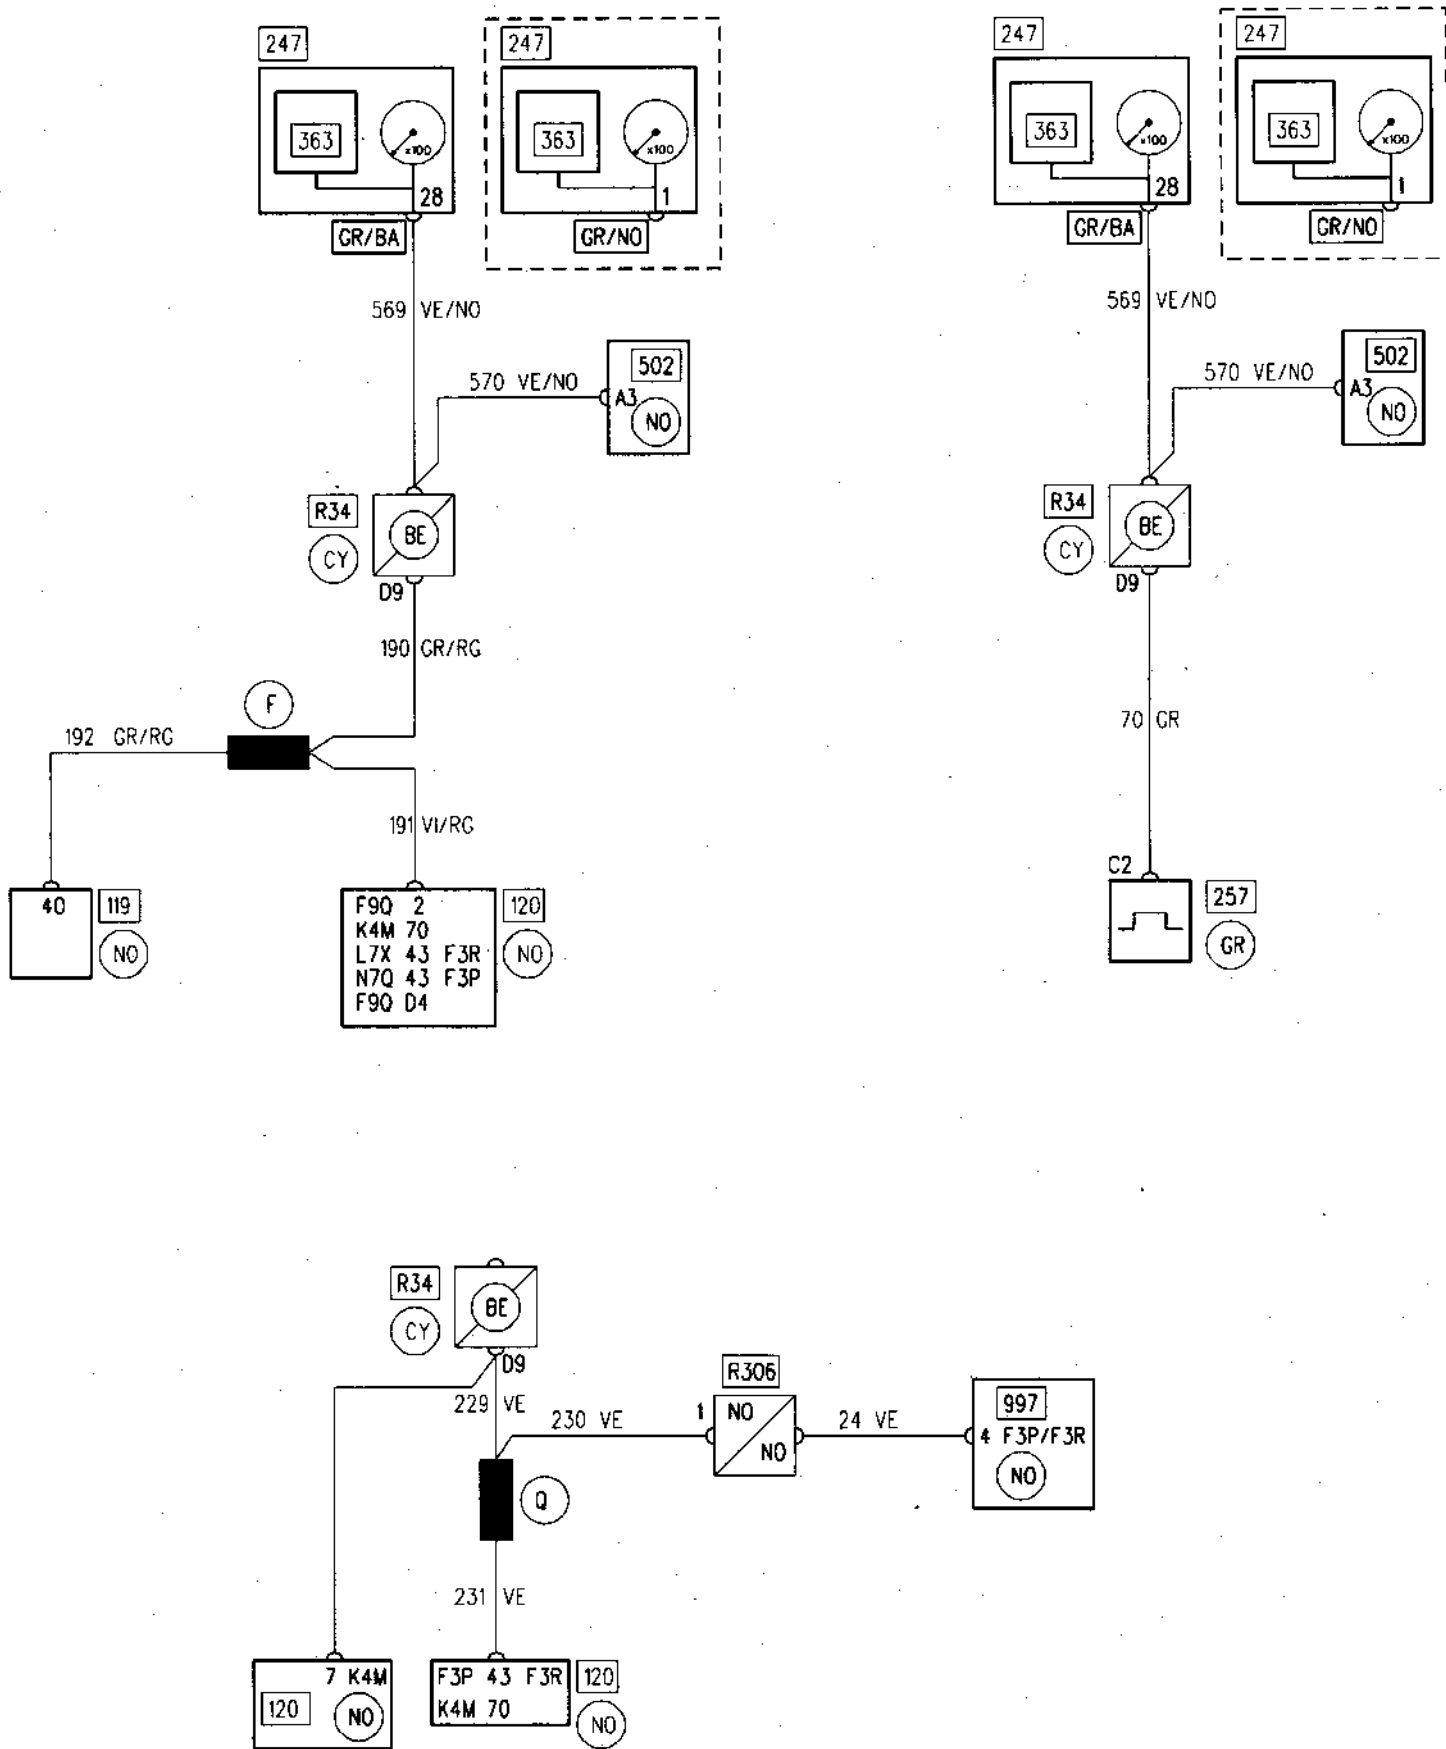 247
363
x100
28
GR/BA
247
363
x100
1
GR/NO
569 VE/NO
570 VE/NO
502
A3
NO
R34
CY
BE
D9
190 GR/RG
F
192 GR/RG
191 VI/RG
40
119
NO
F9Q 2
K4M 70
L7X 43 F3R
N7Q 43 F3P
F9Q D4
120
NO
247
363
x100
28
GR/BA
247
363
x100
1
GR/NO
569 VE/NO
570 VE/NO
502
A3
NO
R34
CY
BE
D9
70 GR
C2
257
GR
R34
CY
BE
D9
229 VE
230 VE
R306
1
NO
NO
24 VE
997
4 F3P/F3R
NO
Q
231 VE
7 K4M
120
NO
F3P 43 F3R
K4M 70
120
NO